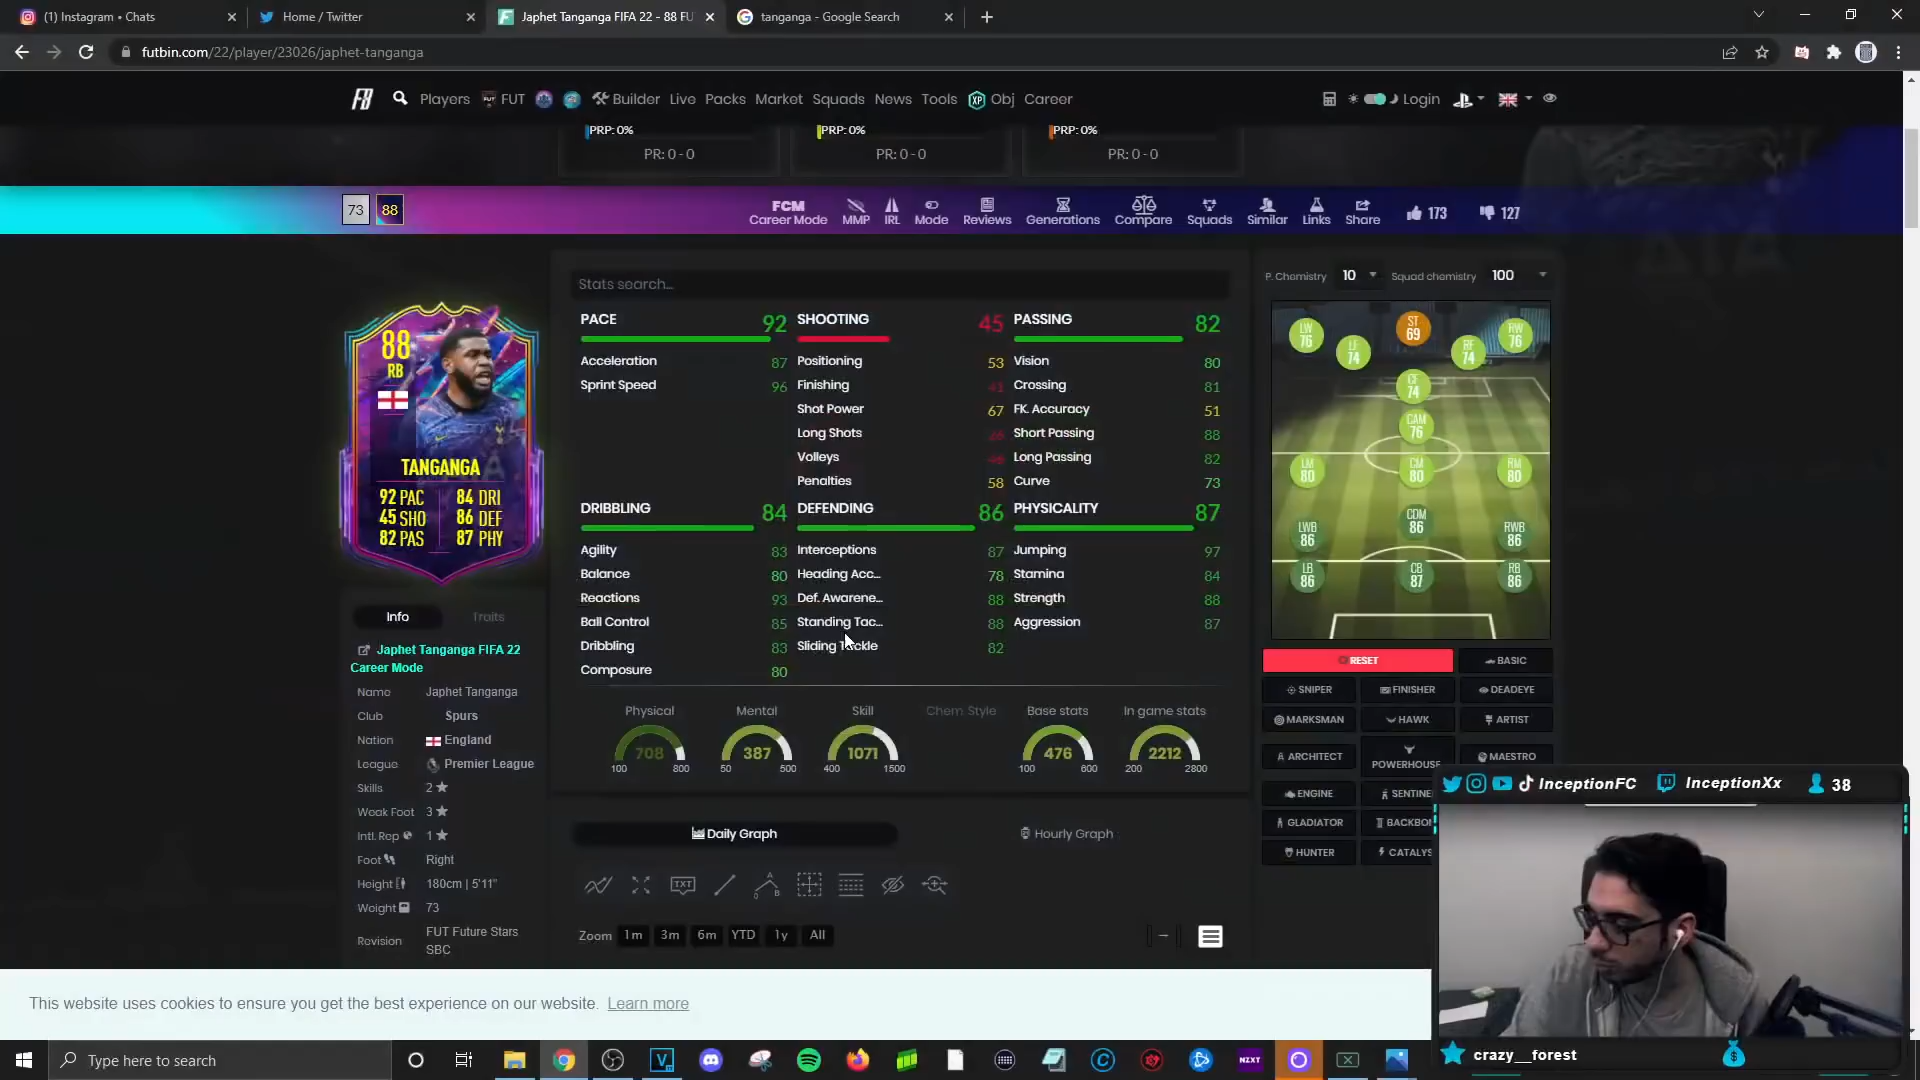 (1) Instagram • Chats
Home / Twitter
Japhet Tanganga FIFA 22 - 88 FU
tanganga - Google Search
futbin.com/22/player/23026/japhet-tanganga
Players FUT Builder Live Packs Market Squads News Tools XP Obj Career
Login
PRP: 0% PRP: 0% PRP: 0%
PR: 0 - 0 PR: 0 - 0 PR: 0 - 0
73 88
FCM Career Mode MMP IRL Mode Reviews Generations Compare Squads Similar Links Share 173 127
Stats search...
P. Chemistry 10 Squad chemistry 100
88
RB
TANGANGA
92 PAC 84 DRI
45 SHO 86 DEF
82 PAS 87 PHY
PACE 92
Acceleration 87
Sprint Speed 96
SHOOTING 45
Positioning 53
Finishing 41
Shot Power 67
Long Shots
Volleys
Penalties 58
PASSING 82
Vision 80
Crossing 81
FK. Accuracy 51
Short Passing 88
Long Passing 82
Curve 73
DRIBBLING 84
Agility 83
Balance 80
Reactions 93
Ball Control 85
Dribbling 83
Composure 80
DEFENDING 86
Interceptions 87
Heading Acc... 78
Def. Awarene... 88
Standing Tac... 88
Sliding Tackle 82
PHYSICALITY 87
Jumping 97
Stamina 84
Strength 88
Aggression 87
LW 76 ST 69 RW 76
LF 74 RF 74
CF 74
CAM 76
LM 80 CM 80 RM 80
CDM 86
LWB 86 RWB 86
LB 86 CB 87 RB 86
RESET BASIC
SNIPER FINISHER DEADEYE
MARKSMAN HAWK ARTIST
ARCHITECT POWERHOUSE MAESTRO
ENGINE SENTINE
GLADIATOR BACKBO
HUNTER CATALYS
Info Traits
Japhet Tanganga FIFA 22
Career Mode
Name Japhet Tanganga
Club Spurs
Nation England
League Premier League
Skills 2
Weak Foot 3
Intl. Rep 1
Foot Right
Height 180cm | 5'11"
Weight 73
Revision FUT Future Stars SBC
Physical Mental Skill Chem. Style Base stats In game stats
708 387 1071 476 2212
100 800 50 500 400 1500 100 600 200 2800
Daily Graph Hourly Graph
TXT
Zoom 1m 3m 6m YTD 1y All
InceptionFC InceptionXx 38
crazy__forest
This website uses cookies to ensure you get the best experience on our website. Learn more
Type here to search
NZXT